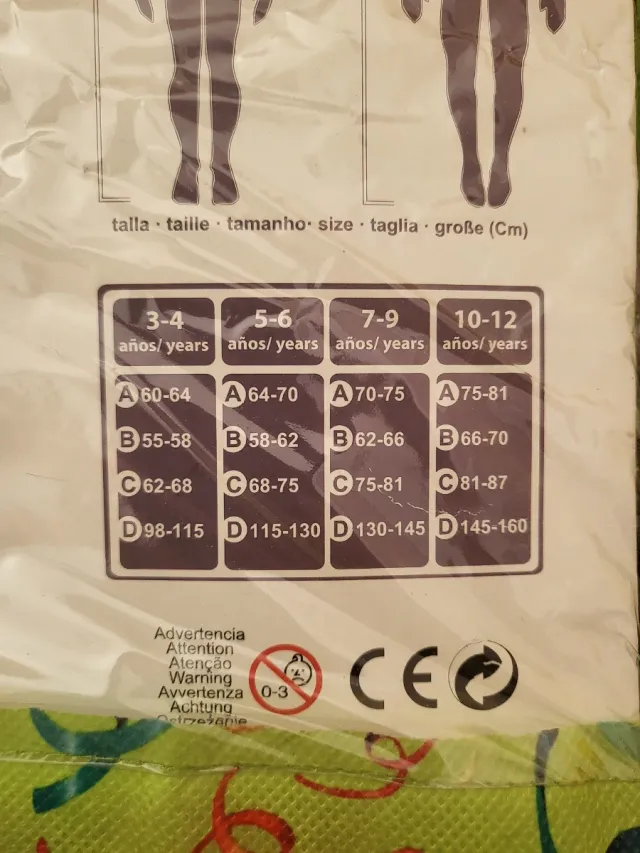 talla · taille · tamanho· size · taglia · große (Cm)
3-4 5-6 7-9 10-12
años/ years años/ years años/ years años/ years
A 60-64 A 64-70 A 70-75 A 75-81
B 55-58 B 58-62 B 62-66 B 66-70
C 62-68 C 68-75 C 75-81 C 81-87
D 98-115 D 115-130 D 130-145 D 145-160
Advertencia
Attention
Atenção
Warning
Avvertenza
Achtung
Ostrzeżenie
0-3
CE